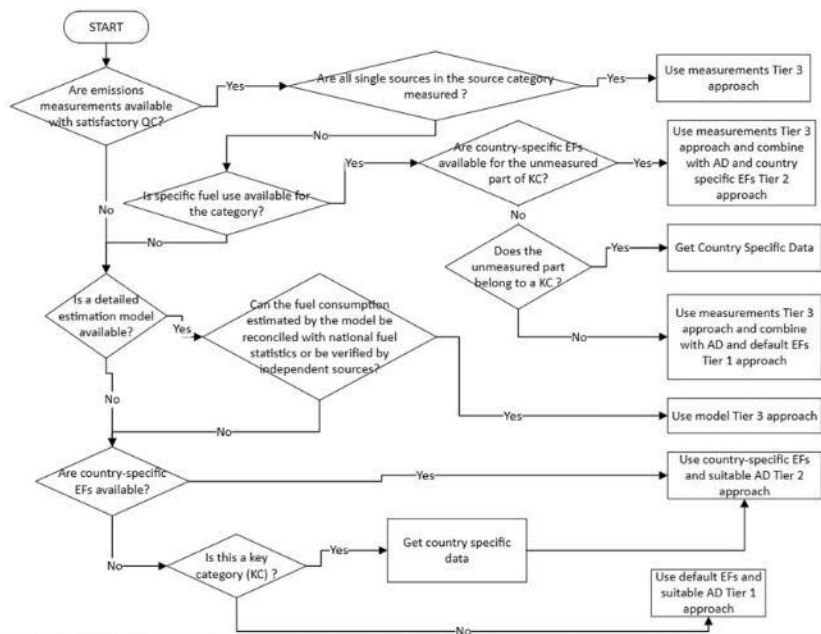 START
Are emissions
measurements available
with satisfactory QC?
Yes
Are all single sources in the source category
measured ?
Yes
Use measurements Tier 3
approach
No
No
Is specific fuel use available for
the category?
Yes
Are country-specific EFs
available for the unmeasured
part of KC?
Yes
Use measurements Tier 3
approach and combine
with AD and country
specific EFs Tier 2
approach
No
No
Does the
unmeasured part
belong to a KC ?
Yes
Get Country Specific Data
No
Use measurements Tier 3
approach and combine
with AD and default EFs
Tier 1 approach
Is a detailed
estimation model
available?
Yes
Can the fuel consumption
estimated by the model be
reconciled with national fuel
statistics or be verified by
independent sources?
Yes
Use model Tier 3 approach
No
No
Are country-specific
EFs available?
Yes
Use country-specific EFs
and suitable AD Tier 2
approach
No
Is this a key
category (KC) ?
Yes
Get country specific
data
No
Use default EFs and
suitable AD Tier 1
approach